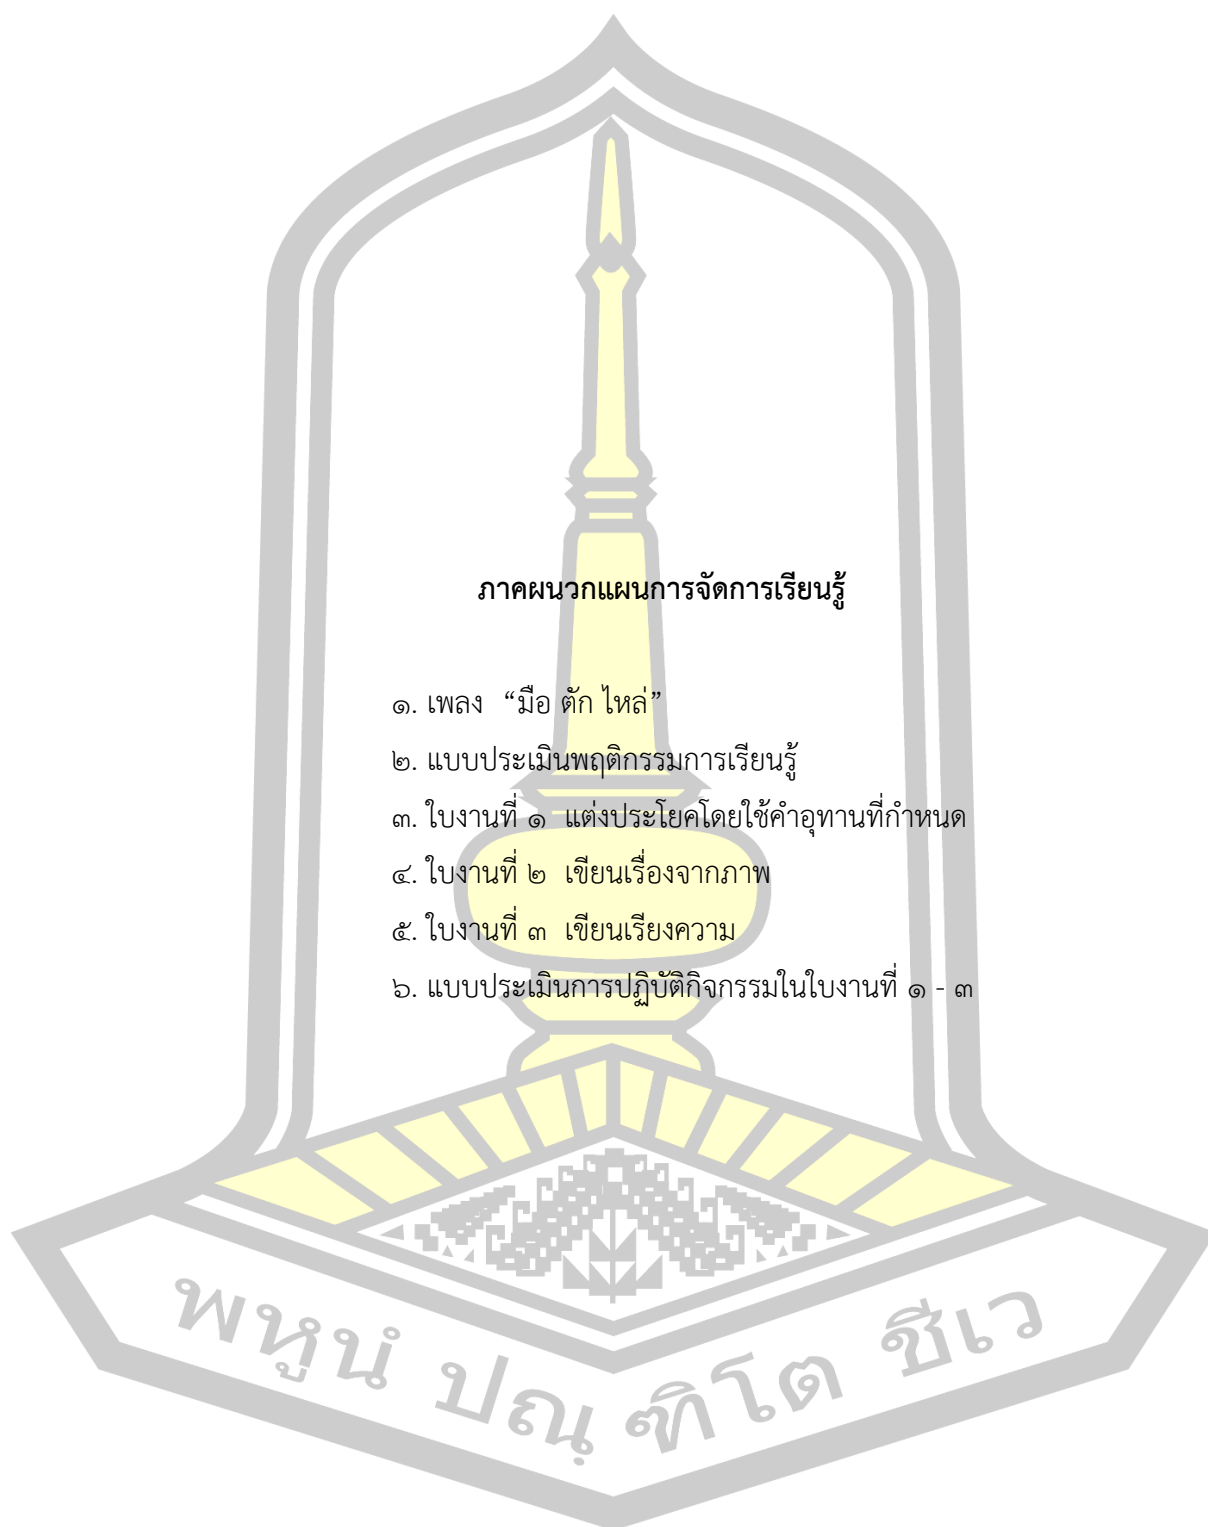 ภาคผนวกแผนการจัดการเรียนรู้
๑. เพลง “มือ ตัก ไหล่”
๒. แบบประเมินพฤติกรรมการเรียนรู้
๓. ใบงานที่ ๑ แต่งประโยคโดยใช้คำอุทานที่กำหนด
๔. ใบงานที่ ๒ เขียนเรื่องจากภาพ
๕. ใบงานที่ ๓ เขียนเรียงความ
๖. แบบประเมินการปฏิบัติกิจกรรมในใบงานที่ ๑ - ๓
พหูนํ ปณฺฑิโต ชีเว